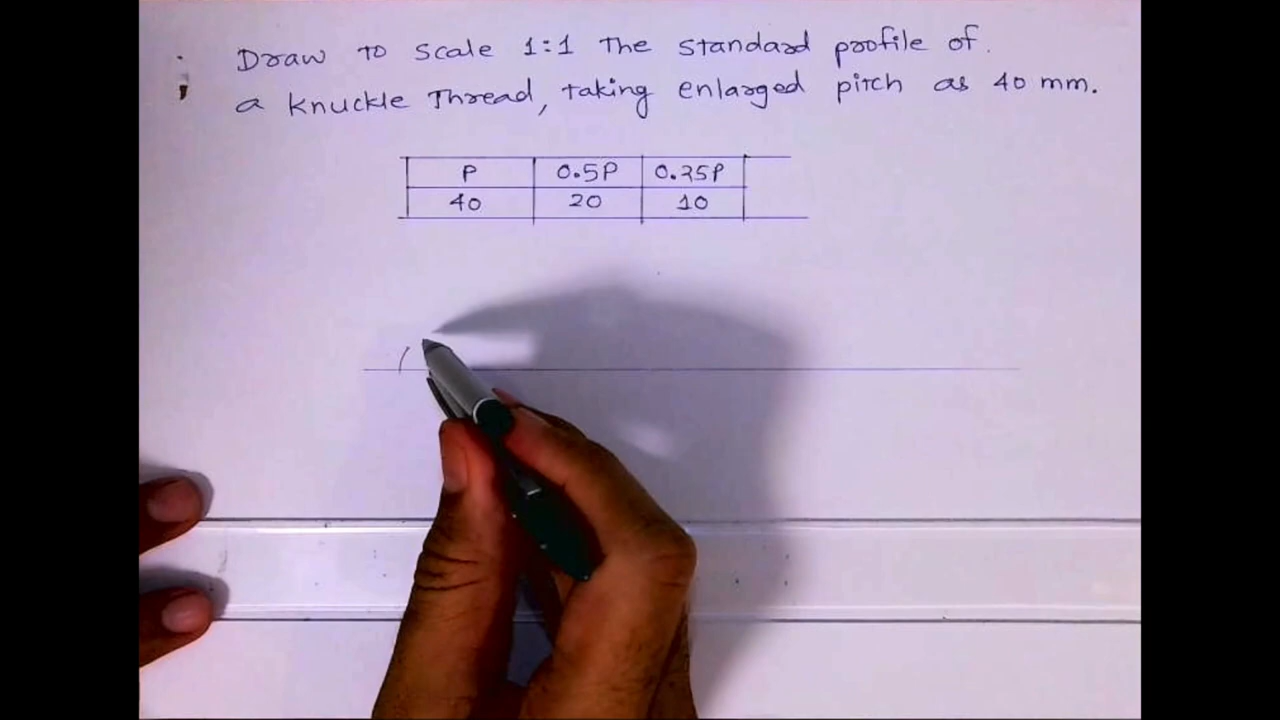 Draw to scale 1:1 the standard profile of.
a knuckle Thread, taking enlarged pitch as 40 mm.
P 0.5P 0.25P
40 20 10